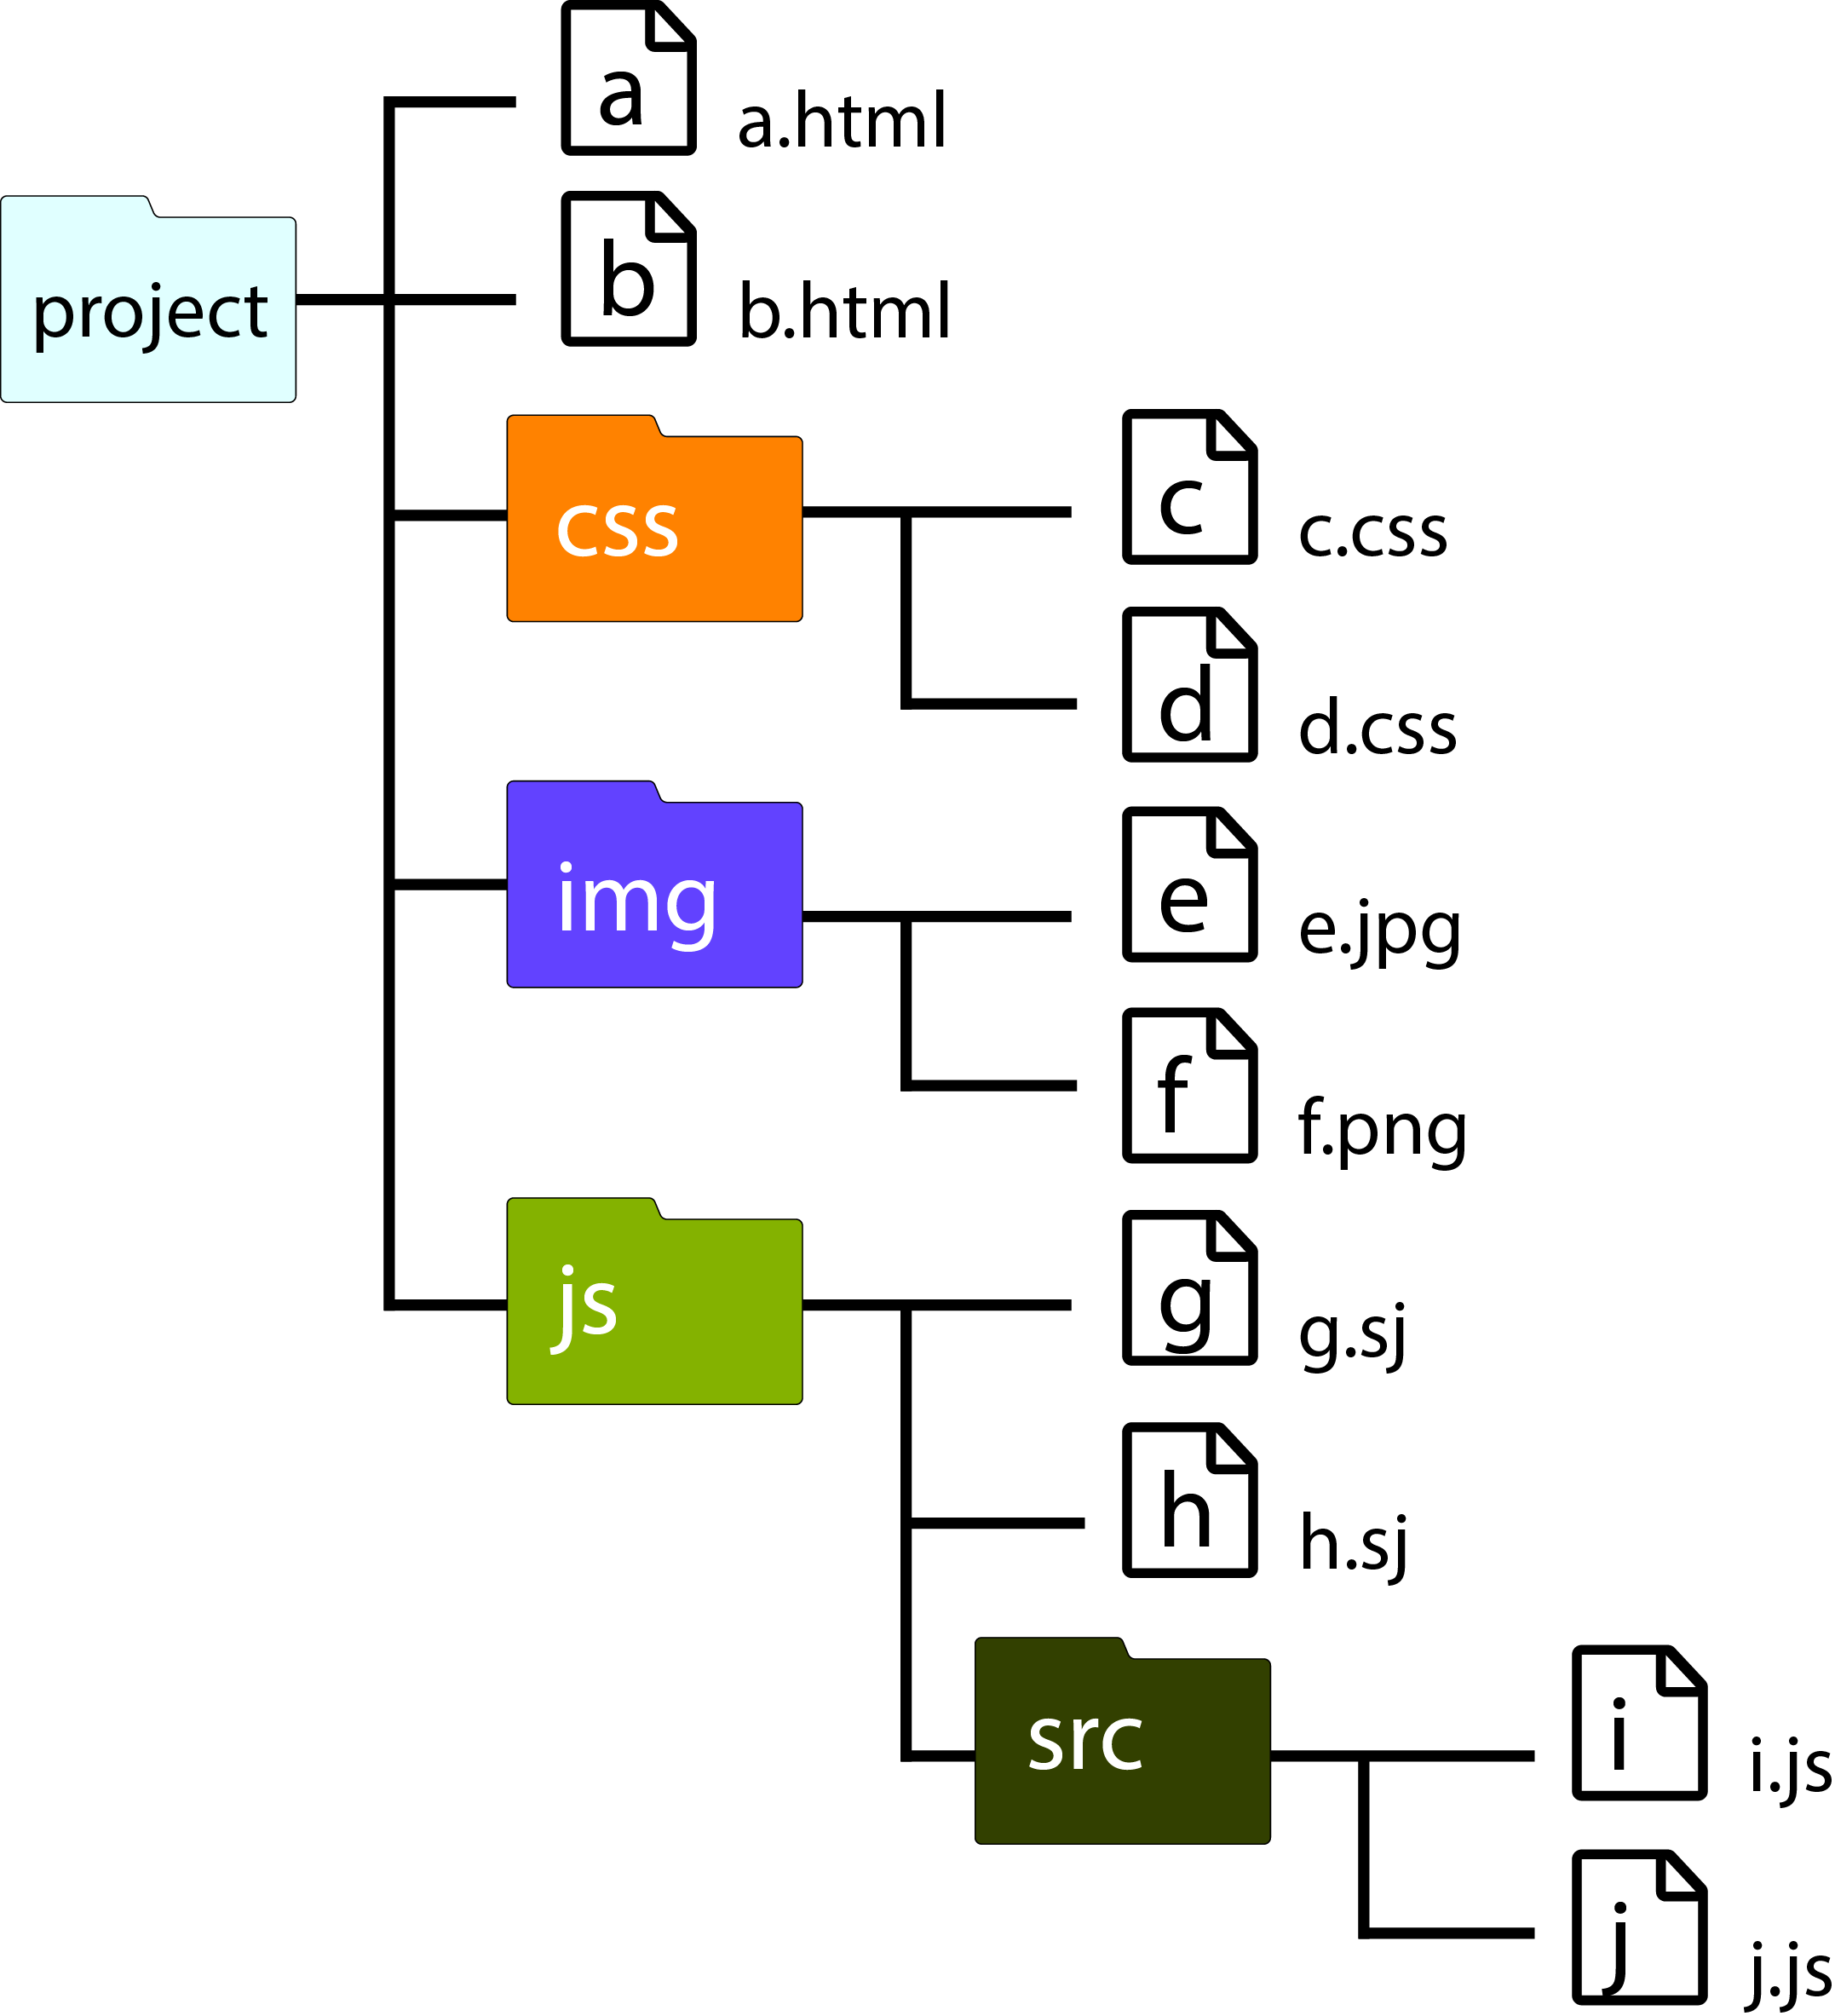 a
a.html
project
b
b.html
css
c
c.css
d
d.css
img
e
e.jpg
f
f.png
js
g
g.sj
h
h.sj
src
i
i.js
j
j.js